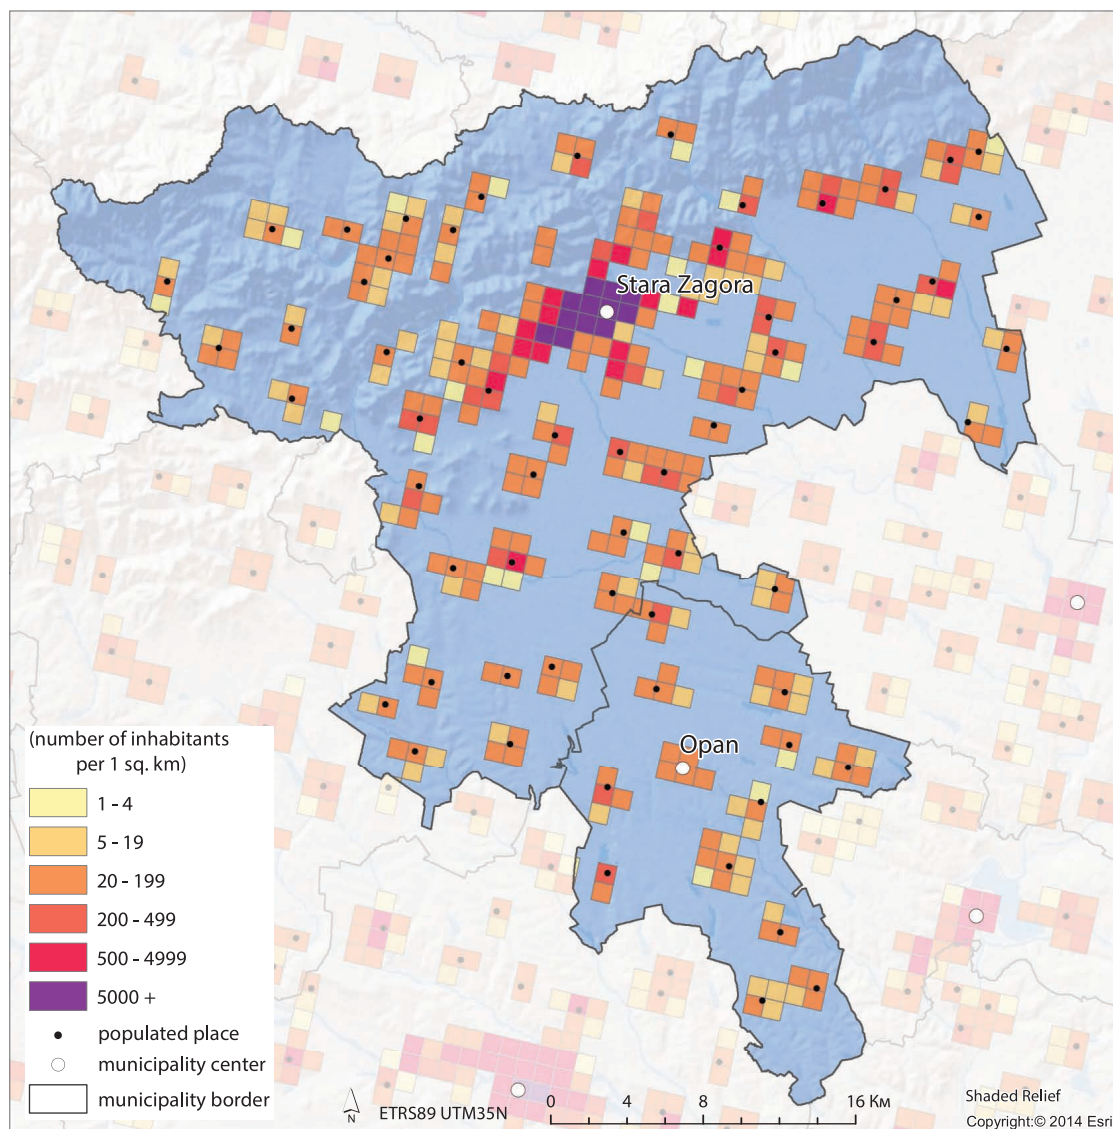 Stara Zagora
Opan
(number of inhabitants
per 1 sq. km)
1 - 4
5 - 19
20 - 199
200 - 499
500 - 4999
5000 +
populated place
municipality center
municipality border
N
ETRS89 UTM35N
0 4 8 16 Км
Shaded Relief
Copyright:© 2014 Esri